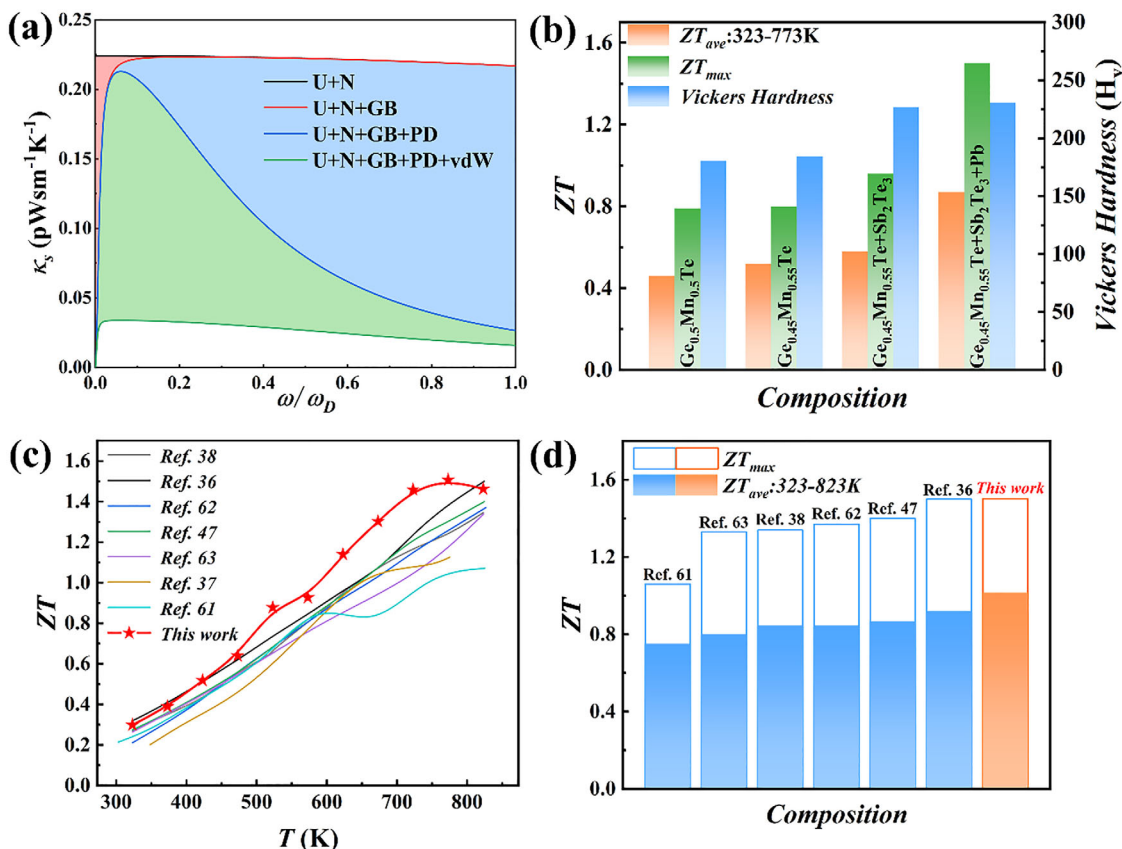 (a)
0.25
0.20
0.15
0.10
0.05
0.00
κs (pWsm-1K-1)
U+N
U+N+GB
U+N+GB+PD
U+N+GB+PD+vdW
0.0 0.2 0.4 0.6 0.8 1.0
ω/ωD
(b)
ZTave:323-773K
ZTmax
Vickers Hardness
1.6
1.2
0.8
0.4
0.0
ZT
300
250
200
150
100
50
0
Vickers Hardness (Hv)
Ge0.5Mn0.5Te
Ge0.45Mn0.55Te
Ge0.45Mn0.55Te+Sb2Te3
Ge0.45Mn0.55Te+Sb2Te3+Pb
Composition
(c)
1.6
1.4
1.2
1.0
0.8
0.6
0.4
0.2
0.0
ZT
Ref. 38
Ref. 36
Ref. 62
Ref. 47
Ref. 63
Ref. 37
Ref. 61
This work
300 400 500 600 700 800
T (K)
(d)
ZTmax
ZTave:323-823K
1.6
1.2
0.8
0.4
0.0
ZT
Ref. 61
Ref. 63
Ref. 38
Ref. 62
Ref. 47
Ref. 36
This work
Composition